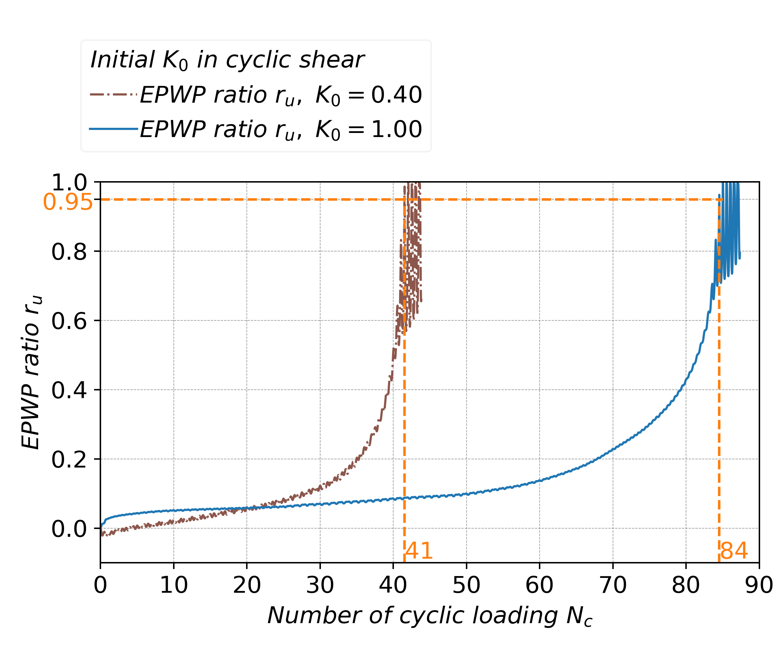 Initial K₀ in cyclic shear
EPWP ratio rᵤ, K₀ = 0.40
EPWP ratio rᵤ, K₀ = 1.00
1.0
0.95
0.8
0.6
0.4
0.2
0.0
EPWP ratio rᵤ
41
84
0 10 20 30 40 50 60 70 80 90
Number of cyclic loading N_c